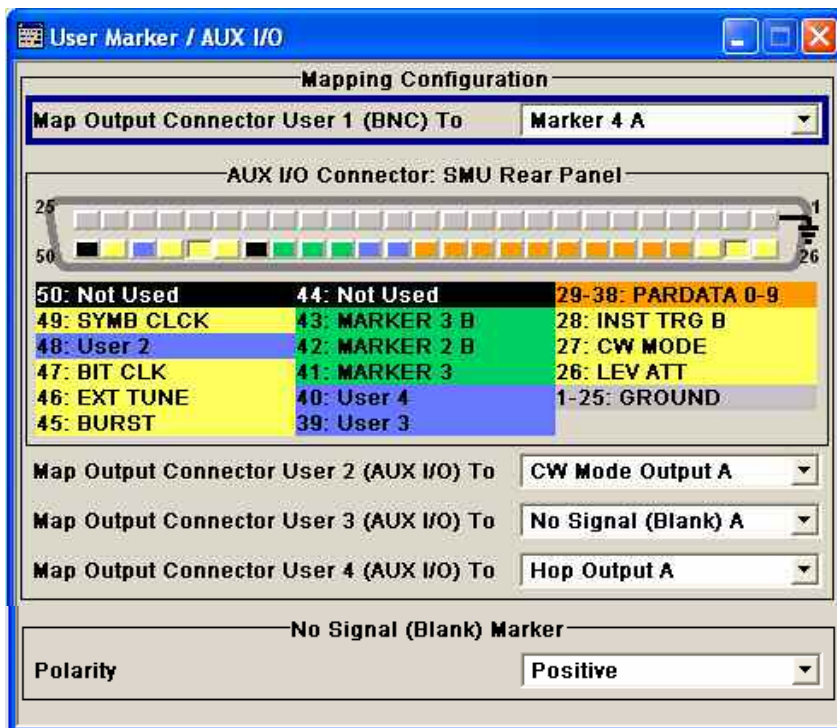 User Marker / AUX I/O
Mapping Configuration
Map Output Connector User 1 (BNC) To Marker 4 A
AUX I/O Connector: SMU Rear Panel
25 1
50 26
50: Not Used 44: Not Used 29-38: PARDATA 0-9
49: SYMB CLCK 43: MARKER 3 B 28: INST TRG B
48: User 2 42: MARKER 2 B 27: CW MODE
47: BIT CLK 41: MARKER 3 26: LEV ATT
46: EXT TUNE 40: User 4 1-25: GROUND
45: BURST 39: User 3
Map Output Connector User 2 (AUX I/O) To CW Mode Output A
Map Output Connector User 3 (AUX I/O) To No Signal (Blank) A
Map Output Connector User 4 (AUX I/O) To Hop Output A
No Signal (Blank) Marker
Polarity Positive